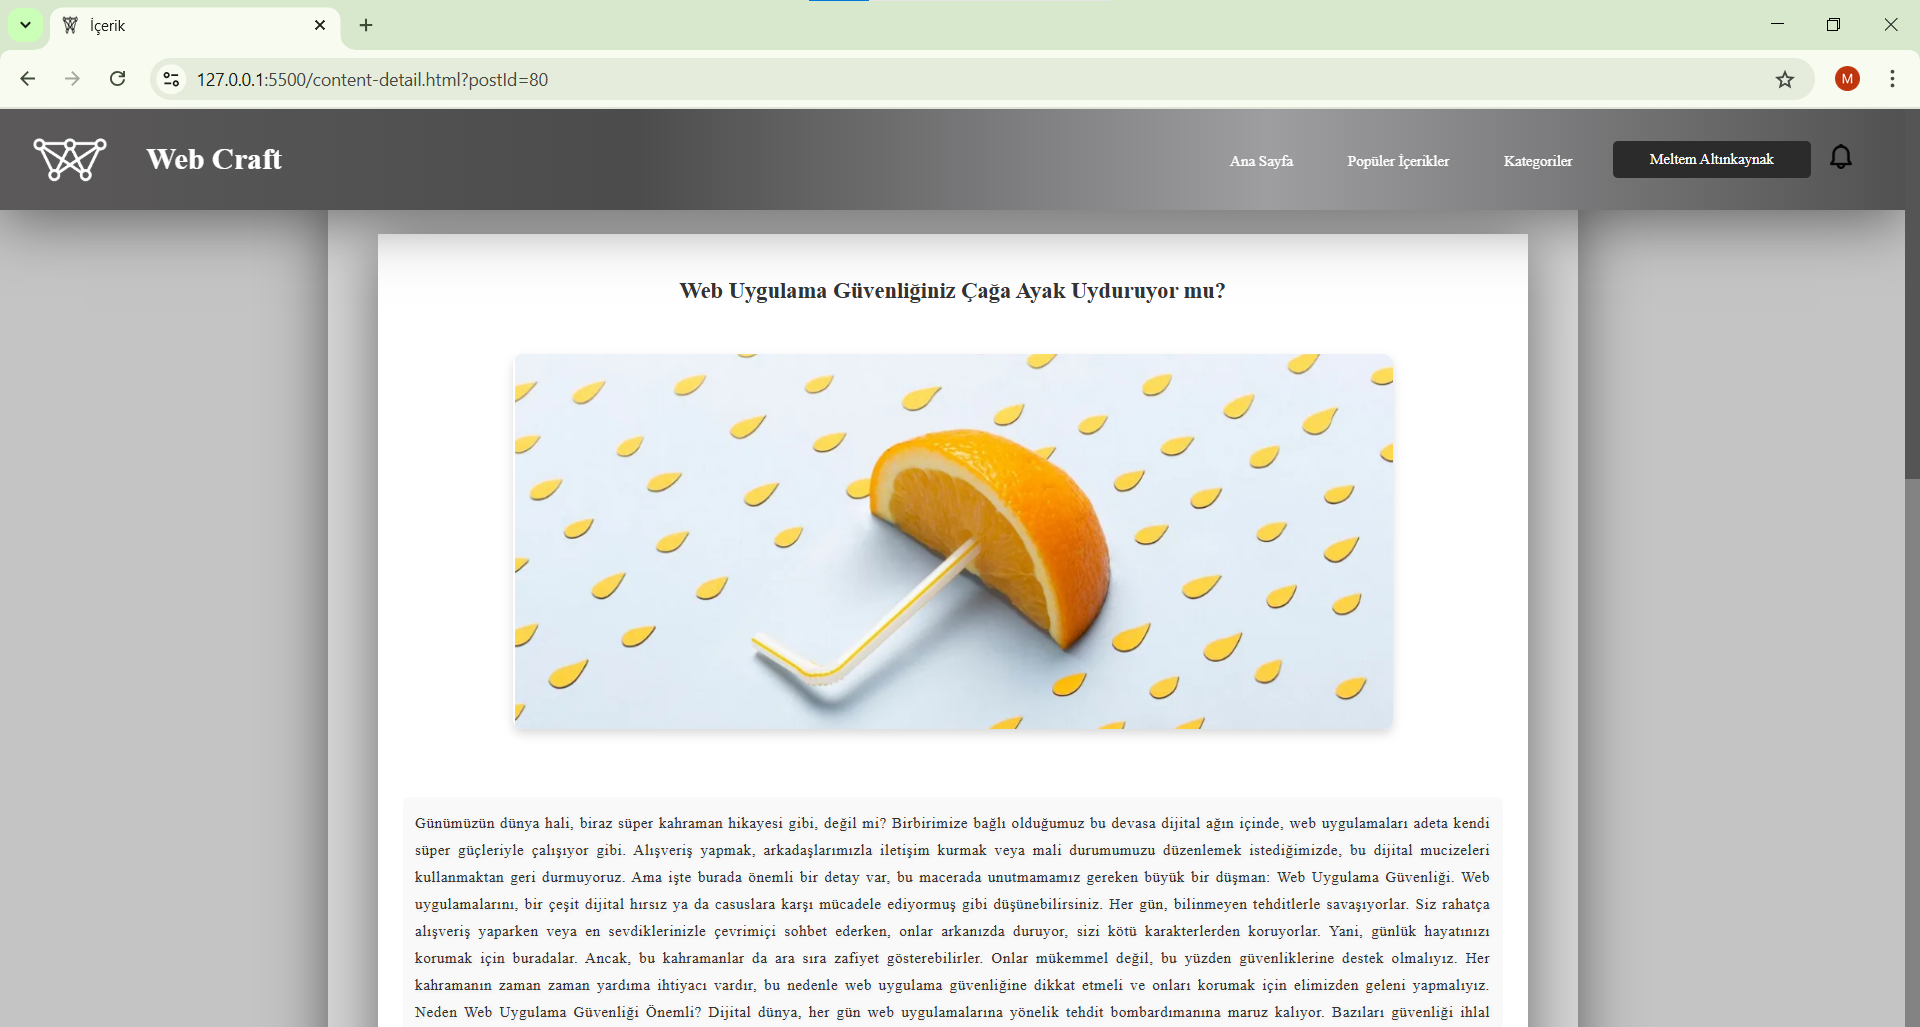 İçerik
127.0.0.1:5500/content-detail.html?postId=80
M
Web Craft
Ana Sayfa
Popüler İçerikler
Kategoriler
Meltem Altınkaynak
Web Uygulama Güvenliğiniz Çağa Ayak Uyduruyor mu?
Günümüzün dünya hali, biraz süper kahraman hikayesi gibi, değil mi? Birbirimize bağlı olduğumuz bu devasa dijital ağın içinde, web uygulamaları adeta kendi
süper güçleriyle çalışıyor gibi. Alışveriş yapmak, arkadaşlarımızla iletişim kurmak veya mali durumumuzu düzenlemek istediğimizde, bu dijital mucizeleri
kullanmaktan geri durmuyoruz. Ama işte burada önemli bir detay var, bu macerada unutmamamız gereken büyük bir düşman: Web Uygulama Güvenliği. Web
uygulamalarını, bir çeşit dijital hırsız ya da casuslara karşı mücadele ediyormuş gibi düşünebilirsiniz. Her gün, bilinmeyen tehditlerle savaşıyorlar. Siz rahatça
alışveriş yaparken veya en sevdiklerinizle çevrimiçi sohbet ederken, onlar arkanızda duruyor, sizi kötü karakterlerden koruyorlar. Yani, günlük hayatınızı
korumak için buradalar. Ancak, bu kahramanlar da ara sıra zafiyet gösterebilirler. Onlar mükemmel değil, bu yüzden güvenliklerine destek olmalıyız. Her
kahramanın zaman zaman yardıma ihtiyacı vardır, bu nedenle web uygulama güvenliğine dikkat etmeli ve onları korumak için elimizden geleni yapmalıyız.
Neden Web Uygulama Güvenliği Önemli? Dijital dünya, her gün web uygulamalarına yönelik tehdit bombardımanına maruz kalıyor. Bazıları güvenliği ihlal